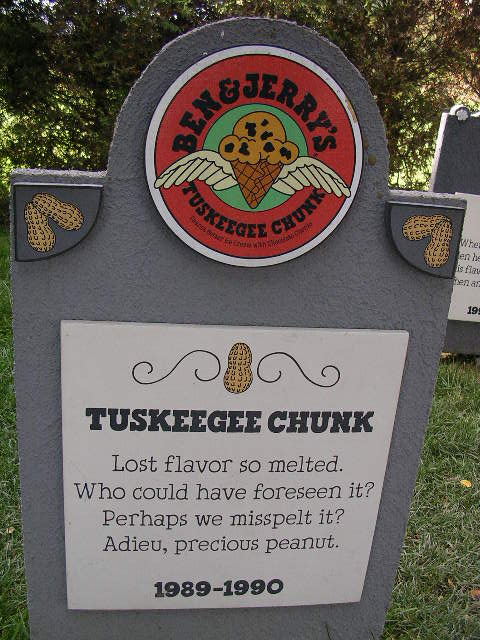 BEN&JERRY'S
TUSKEEGEE CHUNK
TUSKEEGEE CHUNK
Lost flavor so melted.
Who could have foreseen it?
Perhaps we misspelt it?
Adieu, precious peanut.
1989-1990